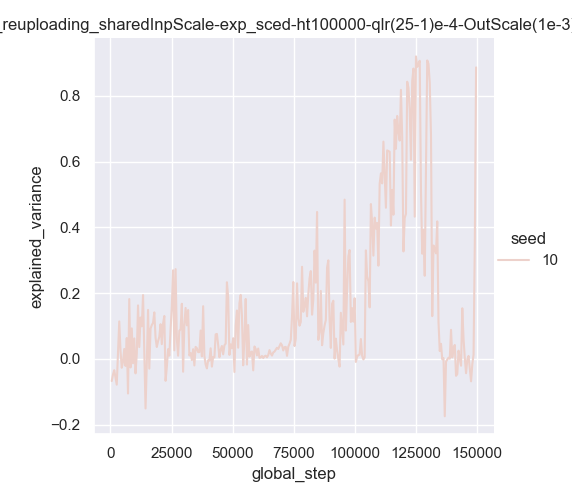 _reuploading_sharedInpScale-exp_sced-ht100000-qlr(25-1)e-4-OutScale(1e-3)
explained_variance
0.8
0.6
0.4
0.2
0.0
−0.2
0 25000 50000 75000 100000 125000 150000
global_step
seed
10